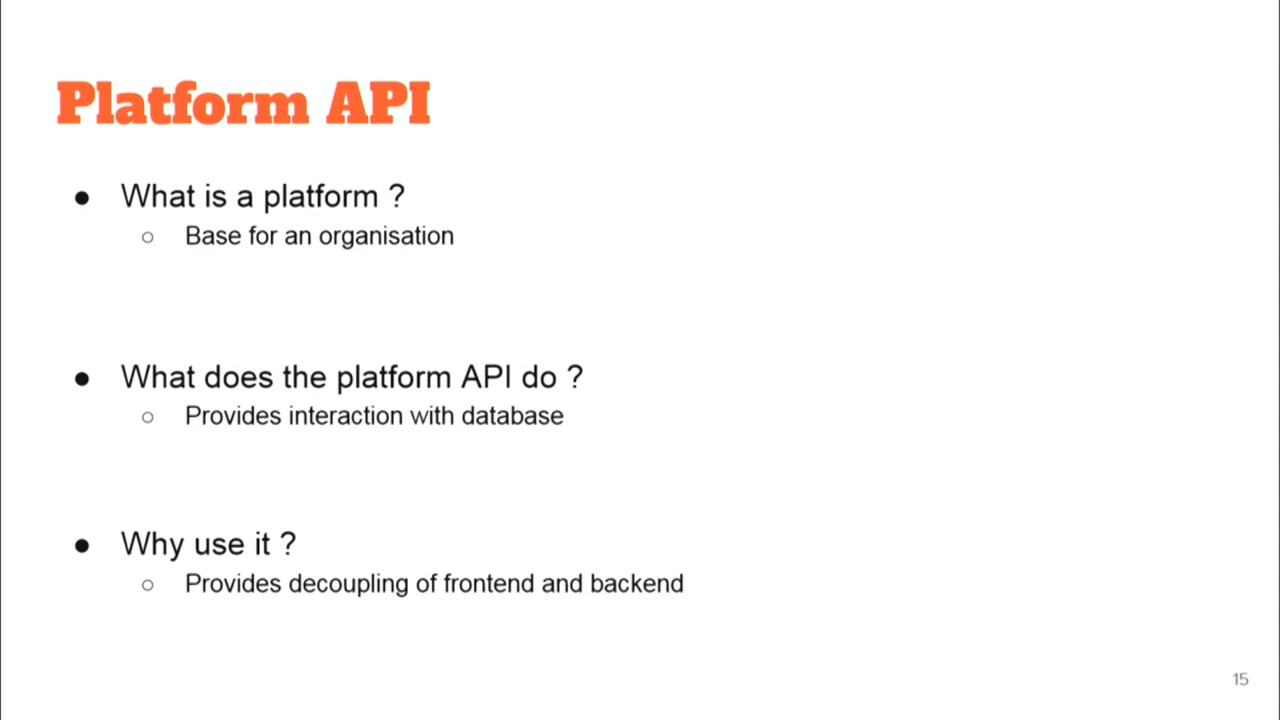 Platform API
● What is a platform ?
○ Base for an organisation
● What does the platform API do ?
○ Provides interaction with database
● Why use it ?
○ Provides decoupling of frontend and backend
15